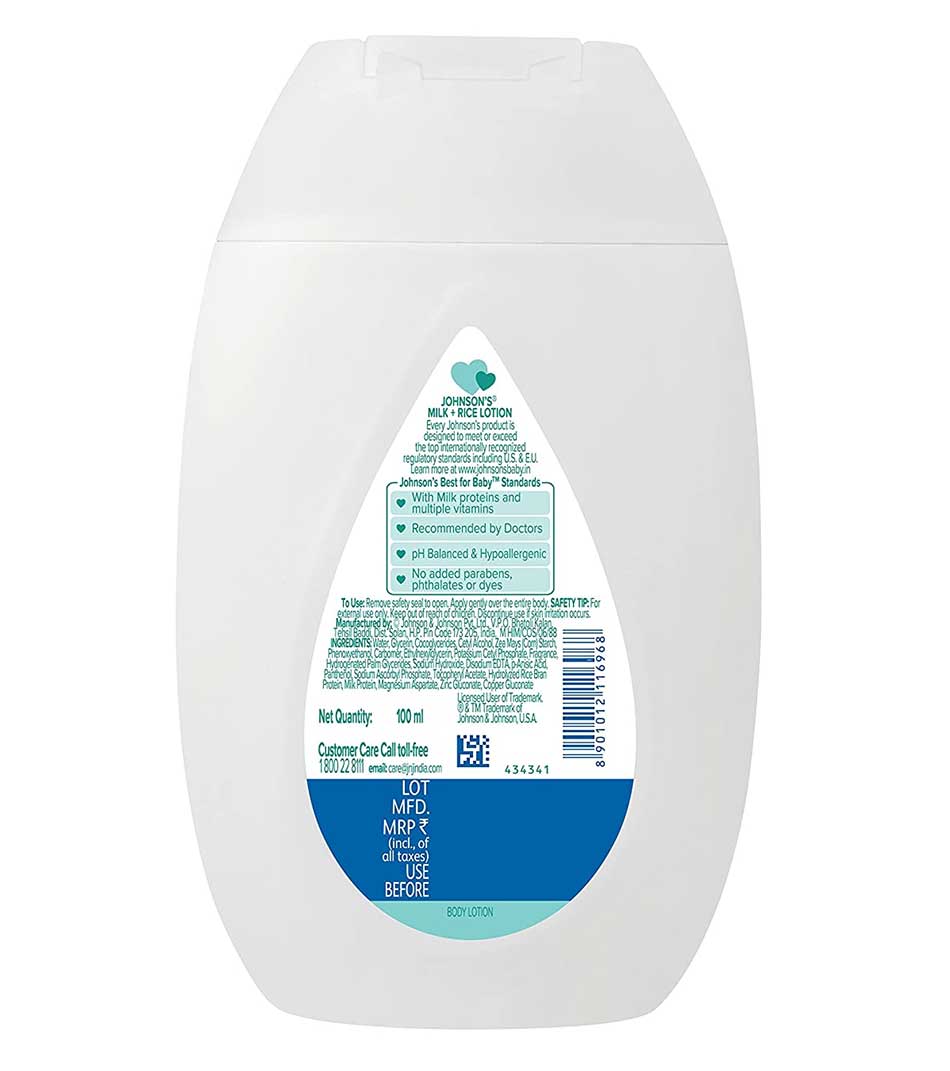 JOHNSON'S®
MILK + RICE LOTION
Every Johnson's product is
designed to meet or exceed
the top internationally recognized
regulatory standards including U.S. & E.U.
Learn more at www.johnsonsbaby.in
Johnson's Best for Baby™ Standards
With Milk proteins and
multiple vitamins
Recommended by Doctors
pH Balanced & Hypoallergenic
No added parabens,
phthalates or dyes
To Use: Remove safety seal to open. Apply gently over the entire body. SAFETY TIP: For
external use only. Keep out of reach of children. Discontinue use if skin irritation occurs.
Manufactured by: © Johnson & Johnson Pvt. Ltd., V.P.O. Bhatoli Kalan,
Tehsil Baddi, Dist. Solan, H.P. Pin Code 173 205, India, M HIM/COS/06/88
INGREDIENTS: Water, Glycerin, Cocoglycerides, Cetyl Alcohol, Zea Mays (Corn) Starch,
Phenoxyethanol, Carbomer, Ethylhexylglycerin, Potassium Cetyl Phosphate, Fragrance,
Hydrogenated Palm Glycerides, Sodium Hydroxide, Disodium EDTA, p-Anisic Acid,
Panthenol, Sodium Ascorbyl Phosphate, Tocopheryl Acetate, Hydrolyzed Rice Bran
Protein, Milk Protein, Magnesium Aspartate, Zinc Gluconate, Copper Gluconate
Licensed User of Trademark.
® & TM Trademark of
Johnson & Johnson, U.S.A.
Net Quantity: 100 ml
Customer Care Call toll-free
1 800 22 8111 email: care@jnjindia.com
434341
8 901012 116968
LOT
MFD.
MRP ₹
(incl., of
all taxes)
USE
BEFORE
BODY LOTION